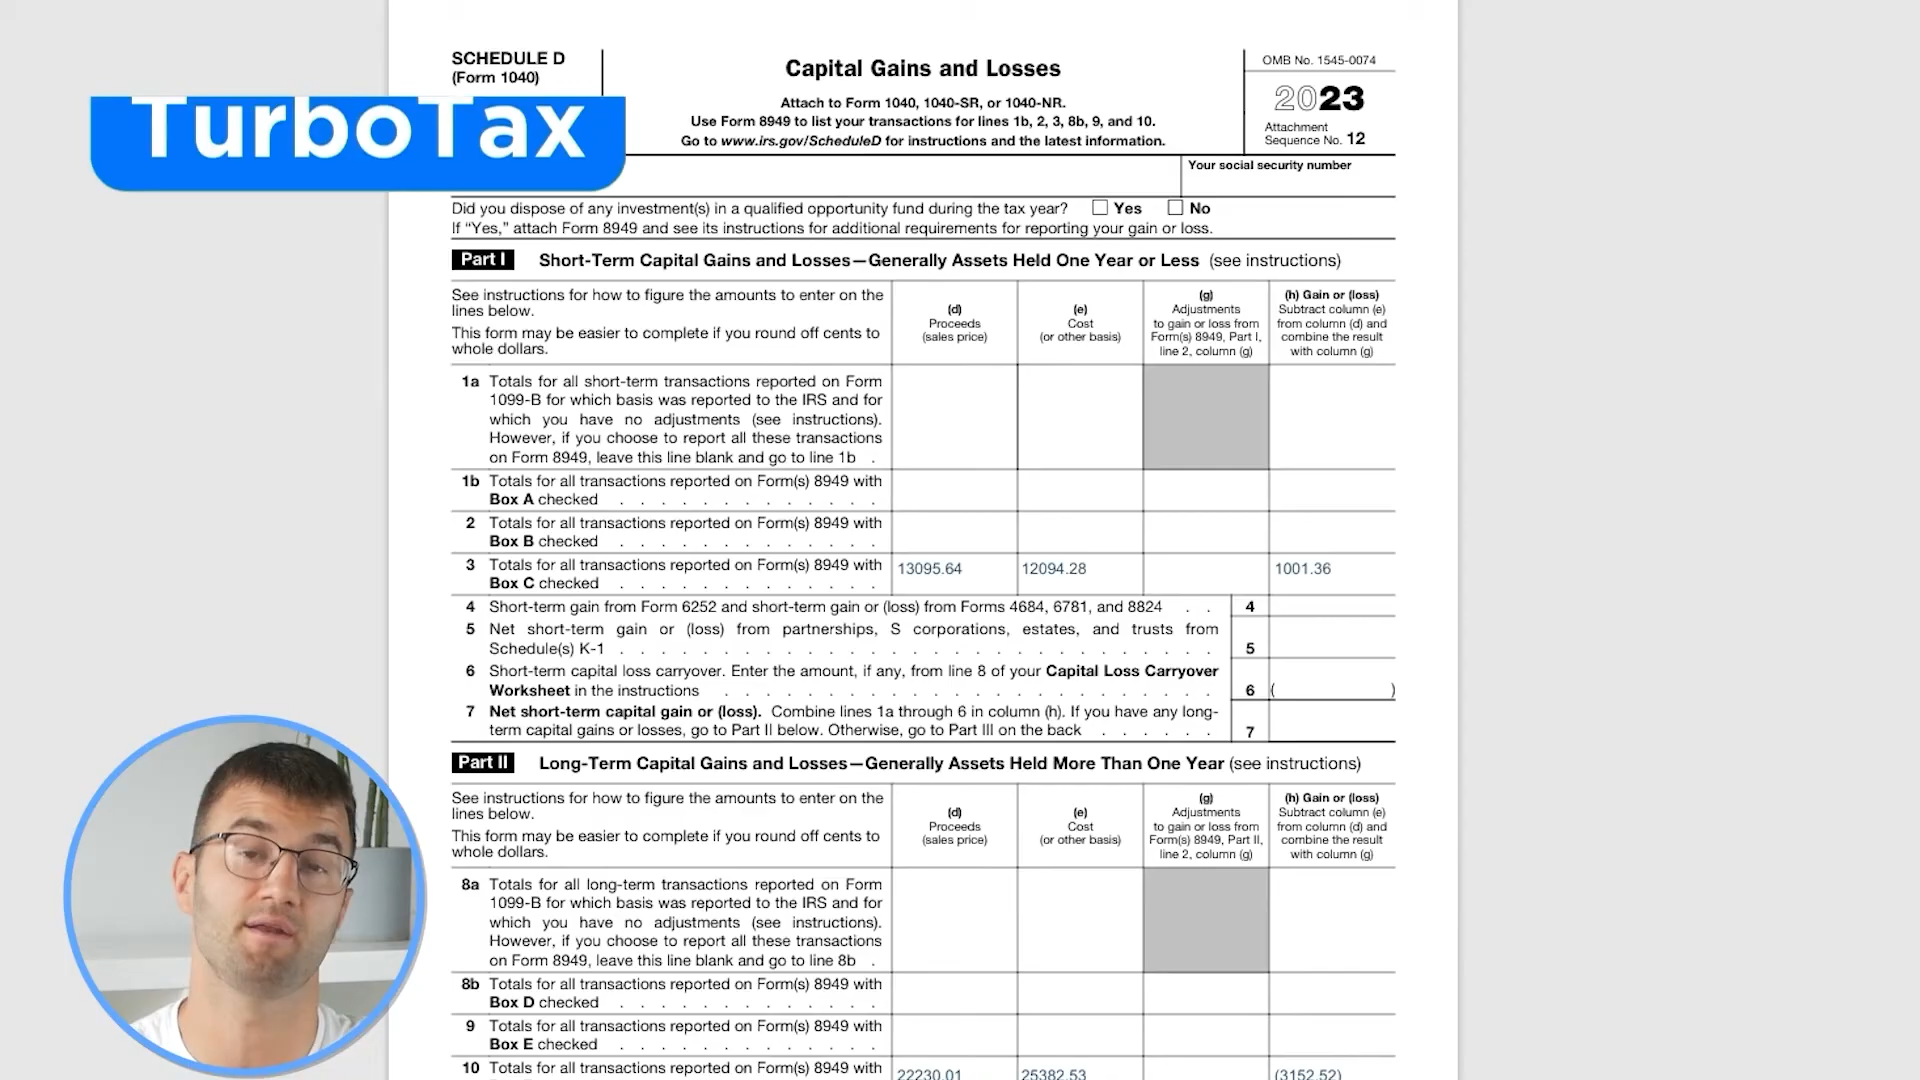 SCHEDULE D
(Form 1040)
Capital Gains and Losses
OMB No. 1545-0074
2023
TurboTax
Attach to Form 1040, 1040-SR, or 1040-NR.
Use Form 8949 to list your transactions for lines 1b, 2, 3, 8b, 9, and 10.
Go to www.irs.gov/ScheduleD for instructions and the latest information.
Attachment
Sequence No. 12
Your social security number
Did you dispose of any investment(s) in a qualified opportunity fund during the tax year? Yes No
If “Yes,” attach Form 8949 and see its instructions for additional requirements for reporting your gain or loss.
Part I Short-Term Capital Gains and Losses—Generally Assets Held One Year or Less (see instructions)
See instructions for how to figure the amounts to enter on the
lines below.
This form may be easier to complete if you round off cents to
whole dollars.
(d)
Proceeds
(sales price)
(e)
Cost
(or other basis)
(g)
Adjustments
to gain or loss from
Form(s) 8949, Part I,
line 2, column (g)
(h) Gain or (loss)
Subtract column (e)
from column (d) and
combine the result
with column (g)
1a Totals for all short-term transactions reported on Form
1099-B for which basis was reported to the IRS and for
which you have no adjustments (see instructions).
However, if you choose to report all these transactions
on Form 8949, leave this line blank and go to line 1b .
1b Totals for all transactions reported on Form(s) 8949 with
Box A checked . . . . . . . . .
2 Totals for all transactions reported on Form(s) 8949 with
Box B checked . . . . . . . . .
3 Totals for all transactions reported on Form(s) 8949 with
Box C checked . . . . . . . . .
13095.64 12094.28 1001.36
4 Short-term gain from Form 6252 and short-term gain or (loss) from Forms 4684, 6781, and 8824 . . 4
5 Net short-term gain or (loss) from partnerships, S corporations, estates, and trusts from
Schedule(s) K-1 . . . . . . . . . . . . . . . . . . . 5
6 Short-term capital loss carryover. Enter the amount, if any, from line 8 of your Capital Loss Carryover
Worksheet in the instructions . . . . . . . . . . . . . . . . 6 ( )
7 Net short-term capital gain or (loss). Combine lines 1a through 6 in column (h). If you have any long-
term capital gains or losses, go to Part II below. Otherwise, go to Part III on the back . . . . . . 7
Part II Long-Term Capital Gains and Losses—Generally Assets Held More Than One Year (see instructions)
See instructions for how to figure the amounts to enter on the
lines below.
This form may be easier to complete if you round off cents to
whole dollars.
(d)
Proceeds
(sales price)
(e)
Cost
(or other basis)
(g)
Adjustments
to gain or loss from
Form(s) 8949, Part II,
line 2, column (g)
(h) Gain or (loss)
Subtract column (e)
from column (d) and
combine the result
with column (g)
8a Totals for all long-term transactions reported on Form
1099-B for which basis was reported to the IRS and for
which you have no adjustments (see instructions).
However, if you choose to report all these transactions
on Form 8949, leave this line blank and go to line 8b .
8b Totals for all transactions reported on Form(s) 8949 with
Box D checked . . . . . . . . .
9 Totals for all transactions reported on Form(s) 8949 with
Box E checked . . . . . . . . .
10 Totals for all transactions reported on Form(s) 8949 with
22230.01 25382.53 (3152.52)